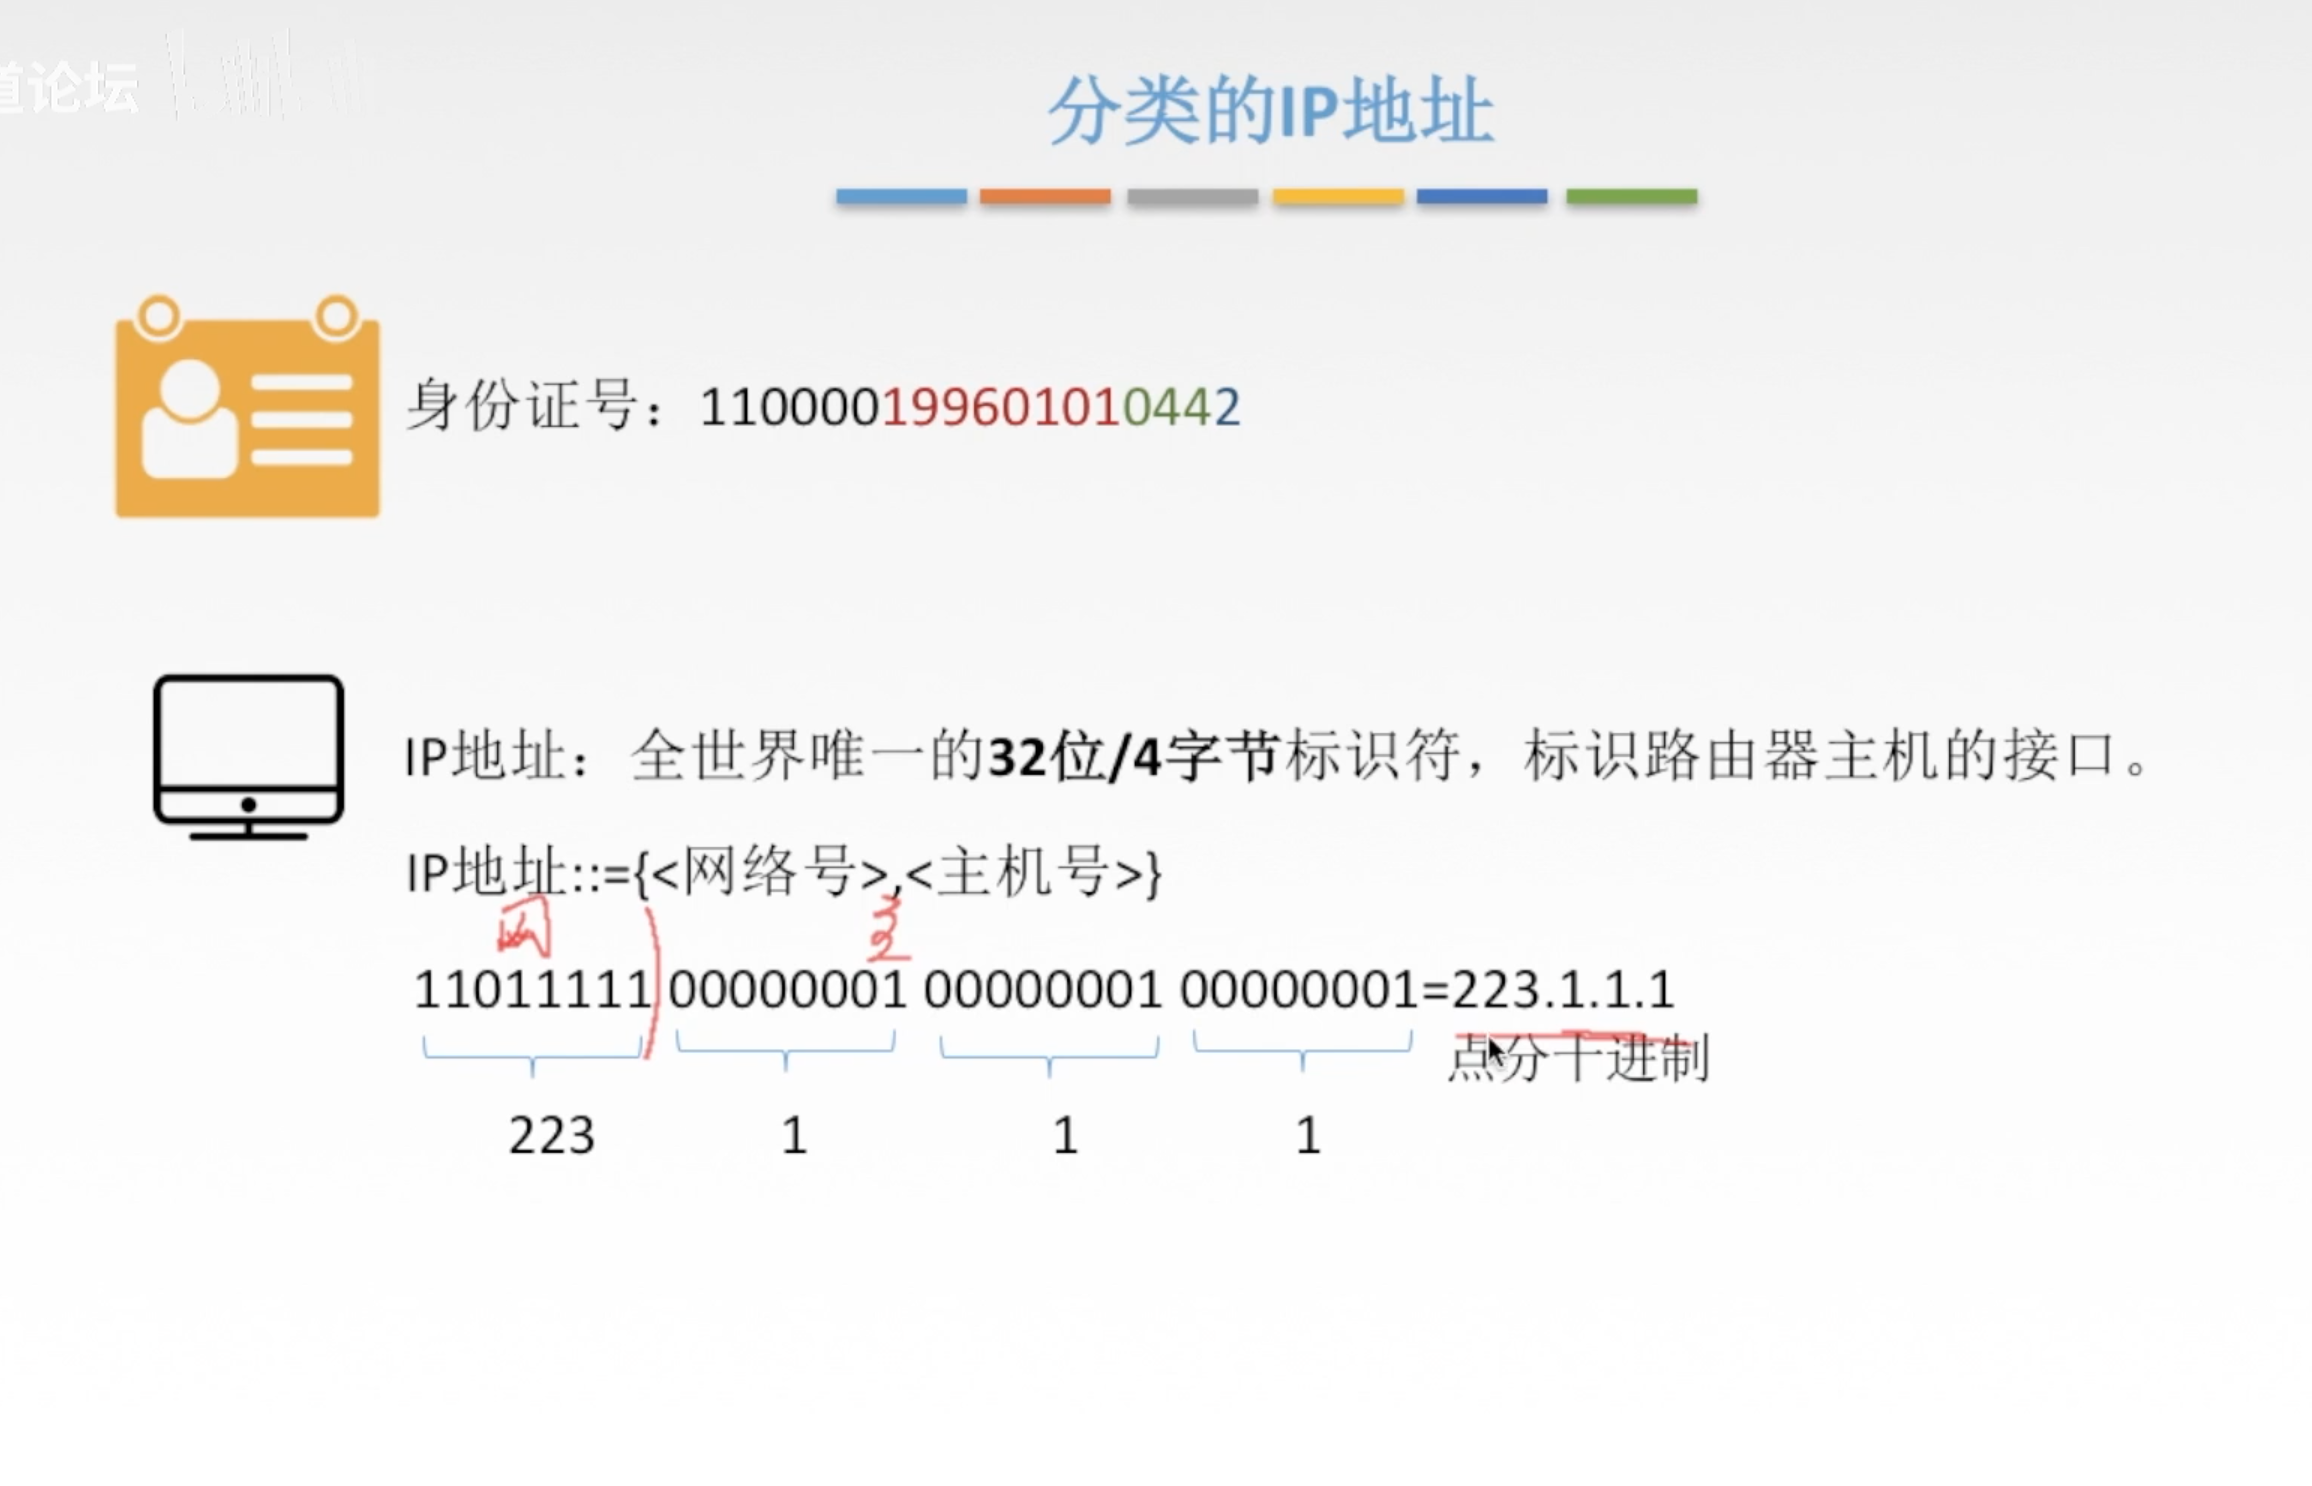 道论坛
分类的IP地址
身份证号：110000199601010442
IP地址：全世界唯一的32位/4字节标识符，标识路由器主机的接口。
IP地址::={<网络号>,<主机号>}
网 主
11011111 00000001 00000001 00000001=223.1.1.1
点分十进制
223 1 1 1